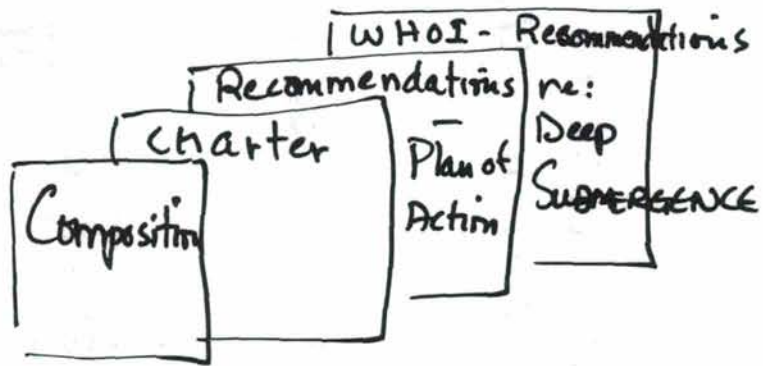 WHOI - Recommendations
re:
Deep
SUBMERGENCE
Recommendations
-
Plan of
Action
Charter
Composition